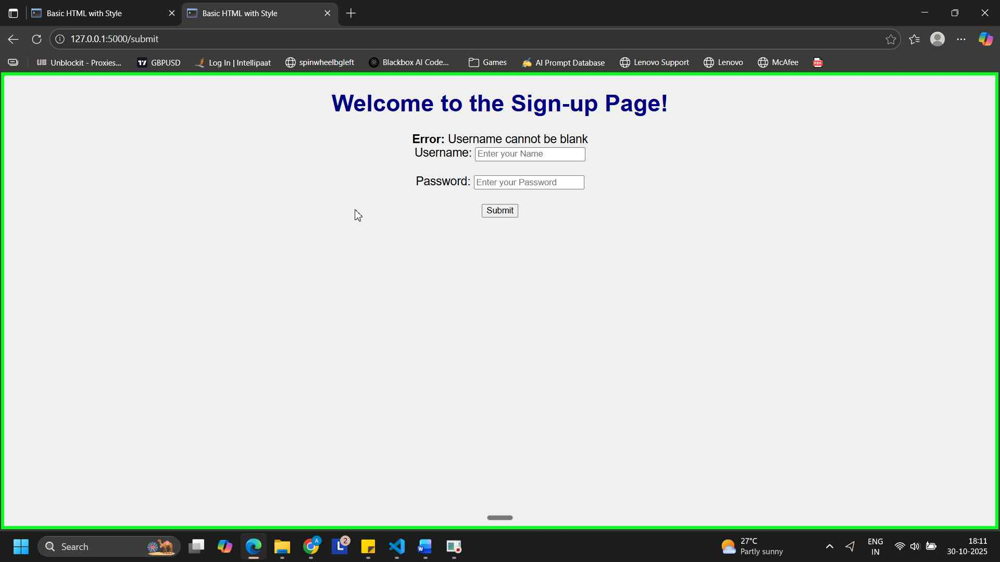 Basic HTML with Style
Basic HTML with Style
127.0.0.1:5000/submit
UB Unblockit - Proxies...
GBPUSD
Log In | Intellipaat
spinwheelbgleft
Blackbox AI Code...
Games
AI Prompt Database
Lenovo Support
Lenovo
McAfee
PDF
Welcome to the Sign-up Page!
Error: Username cannot be blank
Username: Enter your Name
Password: Enter your Password
Submit
Search
A
L 2
W
27°C
Partly sunny
ENG
IN
18:11
30-10-2025